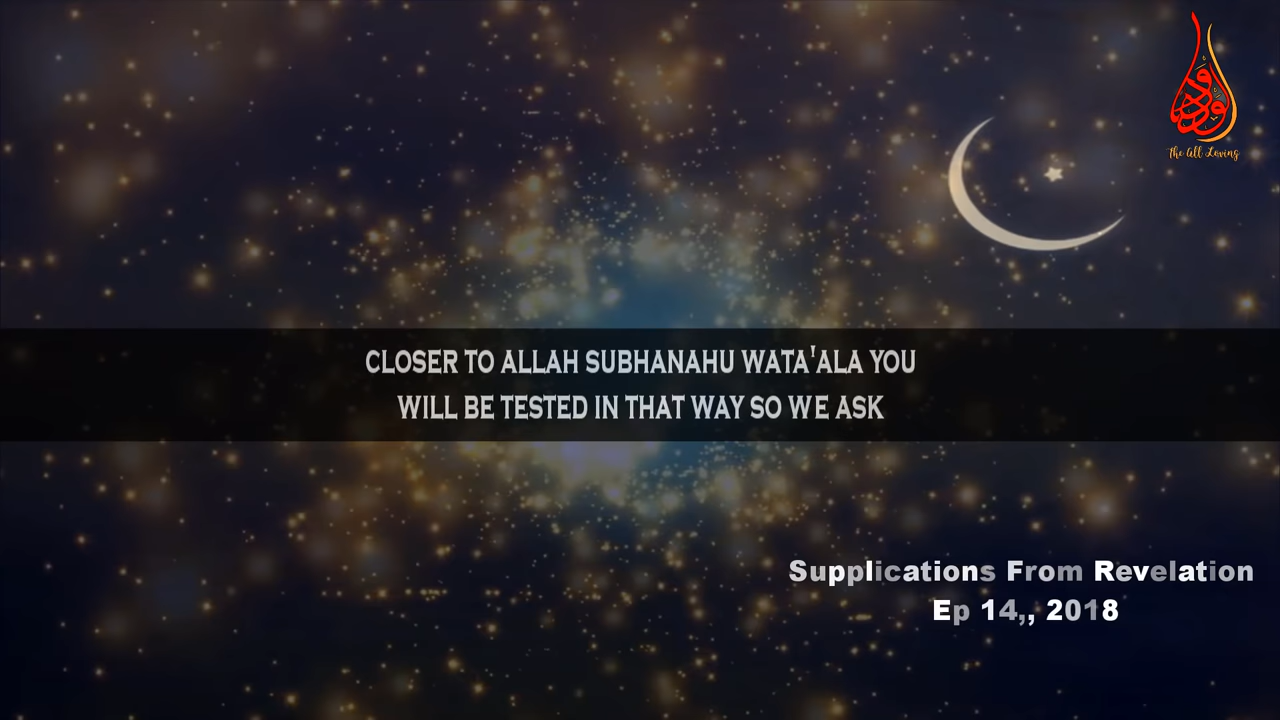 الودود
The All Loving
CLOSER TO ALLAH SUBHANAHU WATA'ALA YOU
WILL BE TESTED IN THAT WAY SO WE ASK
Supplications From Revelation
Ep 14,, 2018